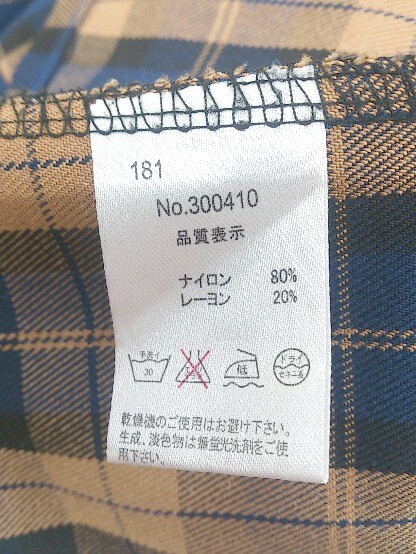 181
No.300410
品質表示
ナイロン 80%
レーヨン 20%
手洗イ 30 低 ドライ セキユ系
乾燥機のご使用はお避け下さい。
生成、淡色物は無蛍光洗剤をご使
用下さい。